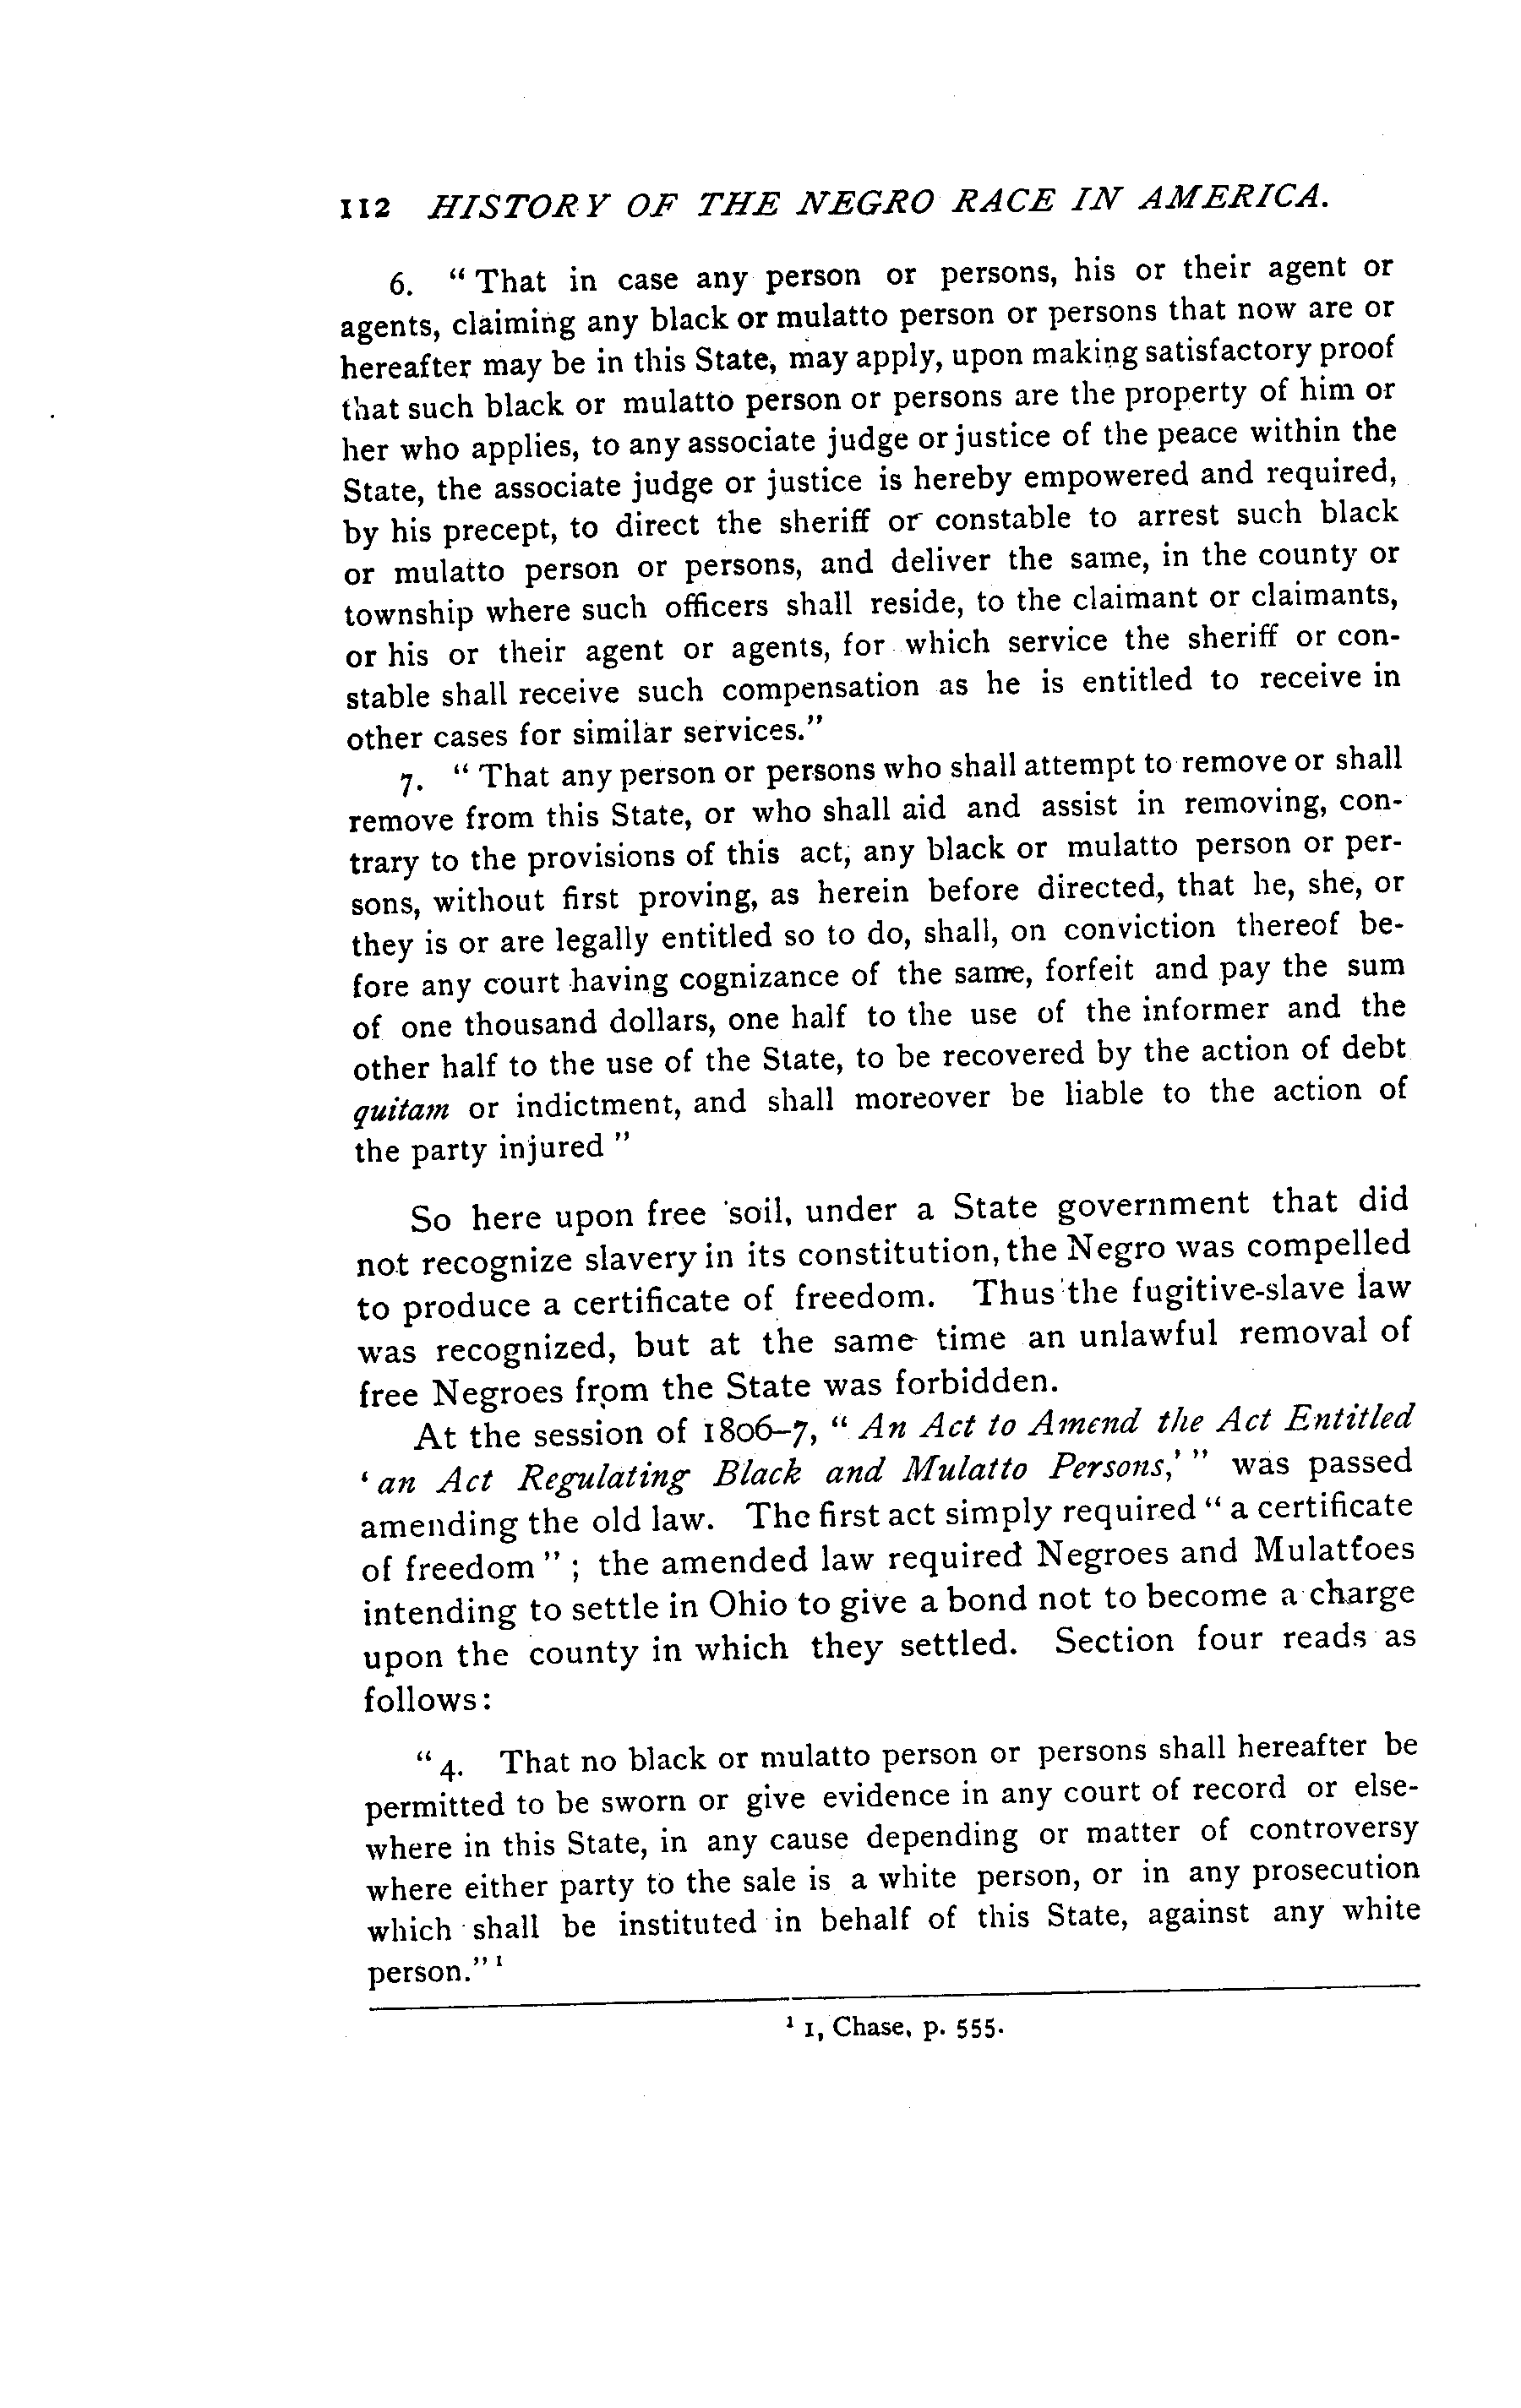 112 HISTORY OF THE NEGRO RACE IN AMERICA.
6. " That in case any person or persons, his or their agent or
agents, claiming any black or mulatto person or persons that now are or
hereafter may be in this State, may apply, upon making satisfactory proof
that such black or mulatto person or persons are the property of him or
her who applies, to any associate judge or justice of the peace within the
State, the associate judge or justice is hereby empowered and required,
by his precept, to direct the sheriff or constable to arrest such black
or mulatto person or persons, and deliver the same, in the county or
township where such officers shall reside, to the claimant or claimants,
or his or their agent or agents, for which service the sheriff or con-
stable shall receive such compensation as he is entitled to receive in
other cases for similar services."
7. " That any person or persons who shall attempt to remove or shall
remove from this State, or who shall aid and assist in removing, con-
trary to the provisions of this act, any black or mulatto person or per-
sons, without first proving, as herein before directed, that he, she, or
they is or are legally entitled so to do, shall, on conviction thereof be-
fore any court having cognizance of the same, forfeit and pay the sum
of one thousand dollars, one half to the use of the informer and the
other half to the use of the State, to be recovered by the action of debt
quitam or indictment, and shall moreover be liable to the action of
the party injured "
So here upon free soil, under a State government that did
not recognize slavery in its constitution, the Negro was compelled
to produce a certificate of freedom. Thus the fugitive-slave law
was recognized, but at the same time an unlawful removal of
free Negroes from the State was forbidden.
At the session of 1806-7, " An Act to Amend the Act Entitled
' an Act Regulating Black and Mulatto Persons,' " was passed
amending the old law. The first act simply required " a certificate
of freedom " ; the amended law required Negroes and Mulattoes
intending to settle in Ohio to give a bond not to become a charge
upon the county in which they settled. Section four reads as
follows:
" 4. That no black or mulatto person or persons shall hereafter be
permitted to be sworn or give evidence in any court of record or else-
where in this State, in any cause depending or matter of controversy
where either party to the sale is a white person, or in any prosecution
which shall be instituted in behalf of this State, against any white
person." ¹
¹ 1, Chase, p. 555.